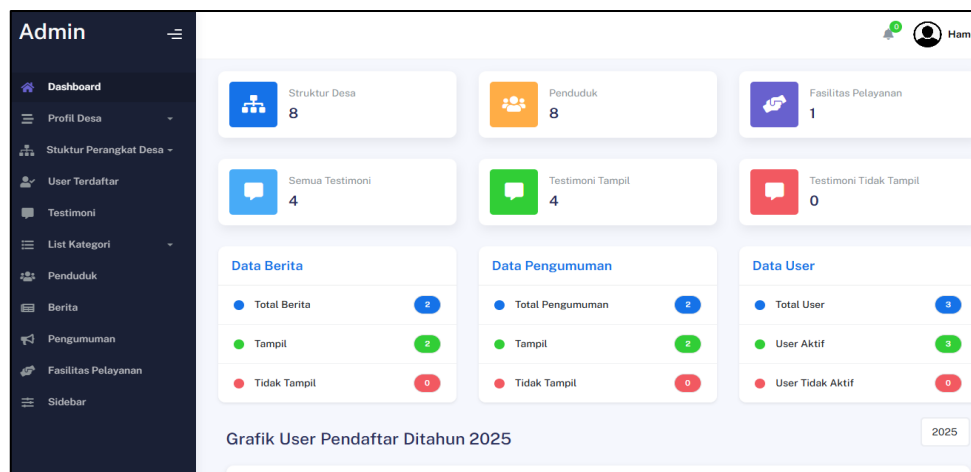 Admin
0
Ham
Dashboard
Profil Desa
Stuktur Perangkat Desa
User Terdaftar
Testimoni
List Kategori
Penduduk
Berita
Pengumuman
Fasilitas Pelayanan
Sidebar
Struktur Desa
8
Penduduk
8
Fasilitas Pelayanan
1
Semua Testimoni
4
Testimoni Tampil
4
Testimoni Tidak Tampil
0
Data Berita
Total Berita 2
Tampil 2
Tidak Tampil 0
Data Pengumuman
Total Pengumuman 2
Tampil 2
Tidak Tampil 0
Data User
Total User 3
User Aktif 3
User Tidak Aktif 0
Grafik User Pendaftar Ditahun 2025
2025